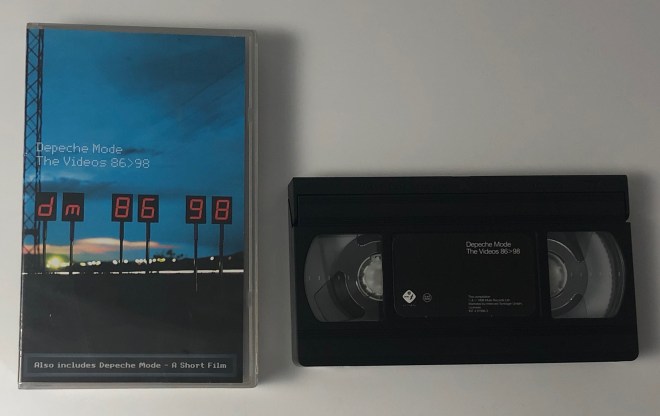 Depeche Mode
The Videos 86>98
dm 86 98
Also includes Depeche Mode - A Short Film
Depeche Mode
The Videos 86>98